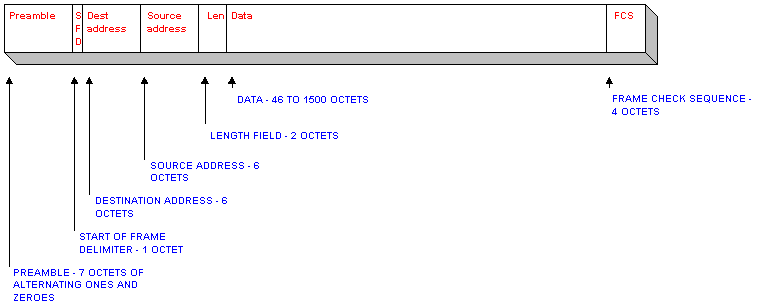 Preamble
S
F
D
Dest
address
Source
address
Len
Data
FCS
DATA - 46 TO 1500 OCTETS
FRAME CHECK SEQUENCE -
4 OCTETS
LENGTH FIELD - 2 OCTETS
SOURCE ADDRESS - 6
OCTETS
DESTINATION ADDRESS - 6
OCTETS
START OF FRAME
DELIMITER - 1 OCTET
PREAMBLE - 7 OCTETS OF
ALTERNATING ONES AND
ZEROES